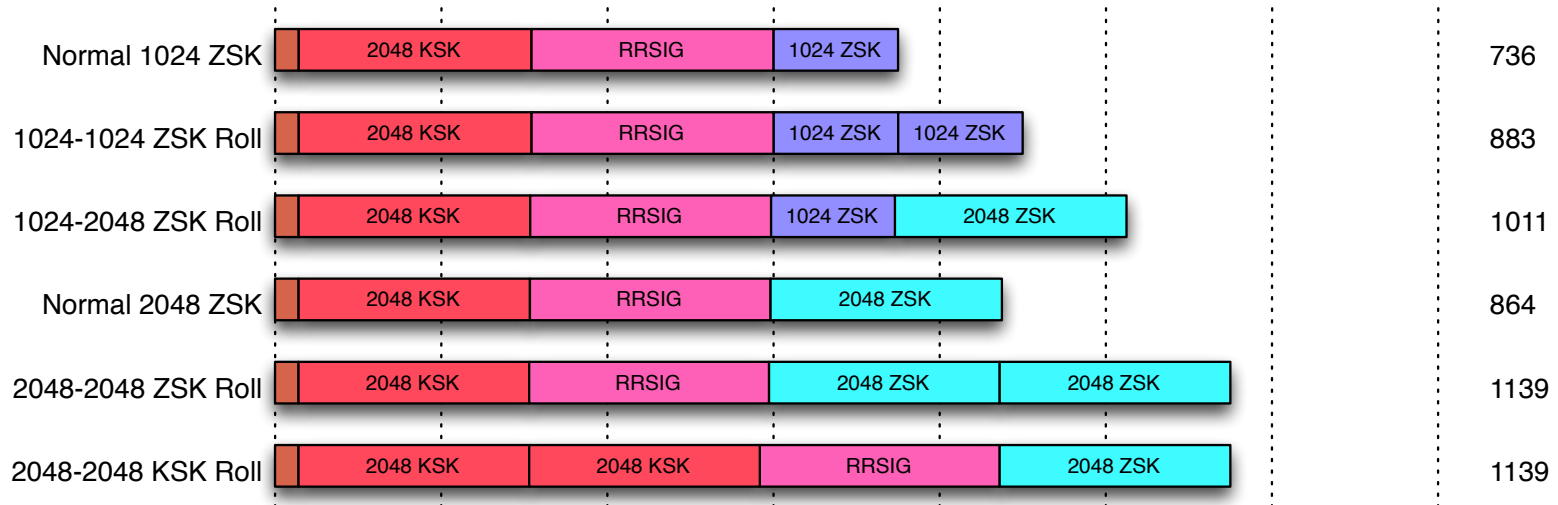 Normal 1024 ZSK 2048 KSK RRSIG 1024 ZSK 736
1024-1024 ZSK Roll 2048 KSK RRSIG 1024 ZSK 1024 ZSK 883
1024-2048 ZSK Roll 2048 KSK RRSIG 1024 ZSK 2048 ZSK 1011
Normal 2048 ZSK 2048 KSK RRSIG 2048 ZSK 864
2048-2048 ZSK Roll 2048 KSK RRSIG 2048 ZSK 2048 ZSK 1139
2048-2048 KSK Roll 2048 KSK 2048 KSK RRSIG 2048 ZSK 1139